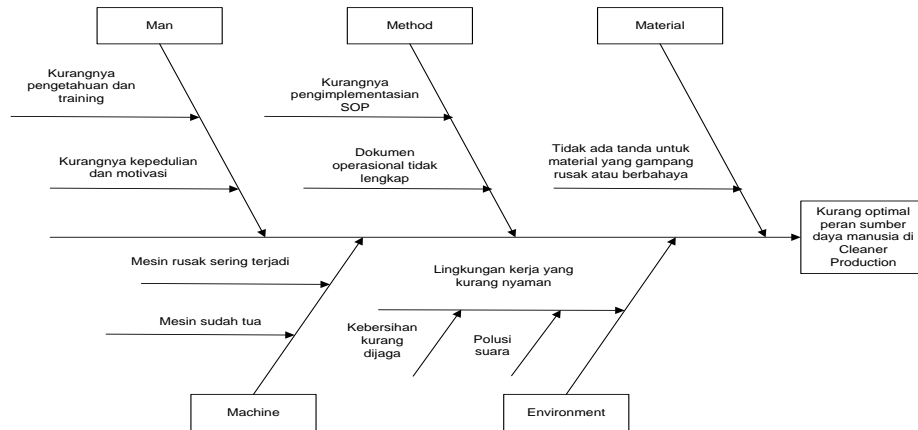 Man
Method
Material
Kurangnya
pengetahuan dan
training
Kurangnya
pengimplementasian
SOP
Kurangnya kepedulian
dan motivasi
Dokumen
operasional tidak
lengkap
Tidak ada tanda untuk
material yang gampang
rusak atau berbahaya
Kurang optimal
peran sumber
daya manusia di
Cleaner
Production
Mesin rusak sering terjadi
Lingkungan kerja yang
kurang nyaman
Mesin sudah tua
Kebersihan
kurang
dijaga
Polusi
suara
Machine
Environment